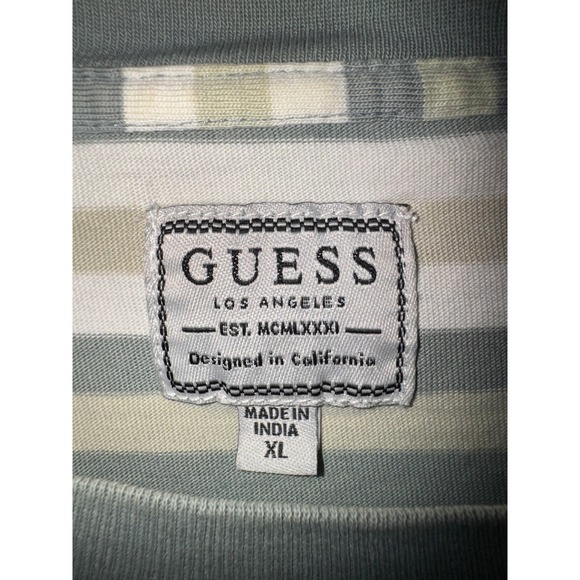 GUESS
LOS ANGELES
EST. MCMLXXXI
Designed in California
MADE IN
INDIA
XL